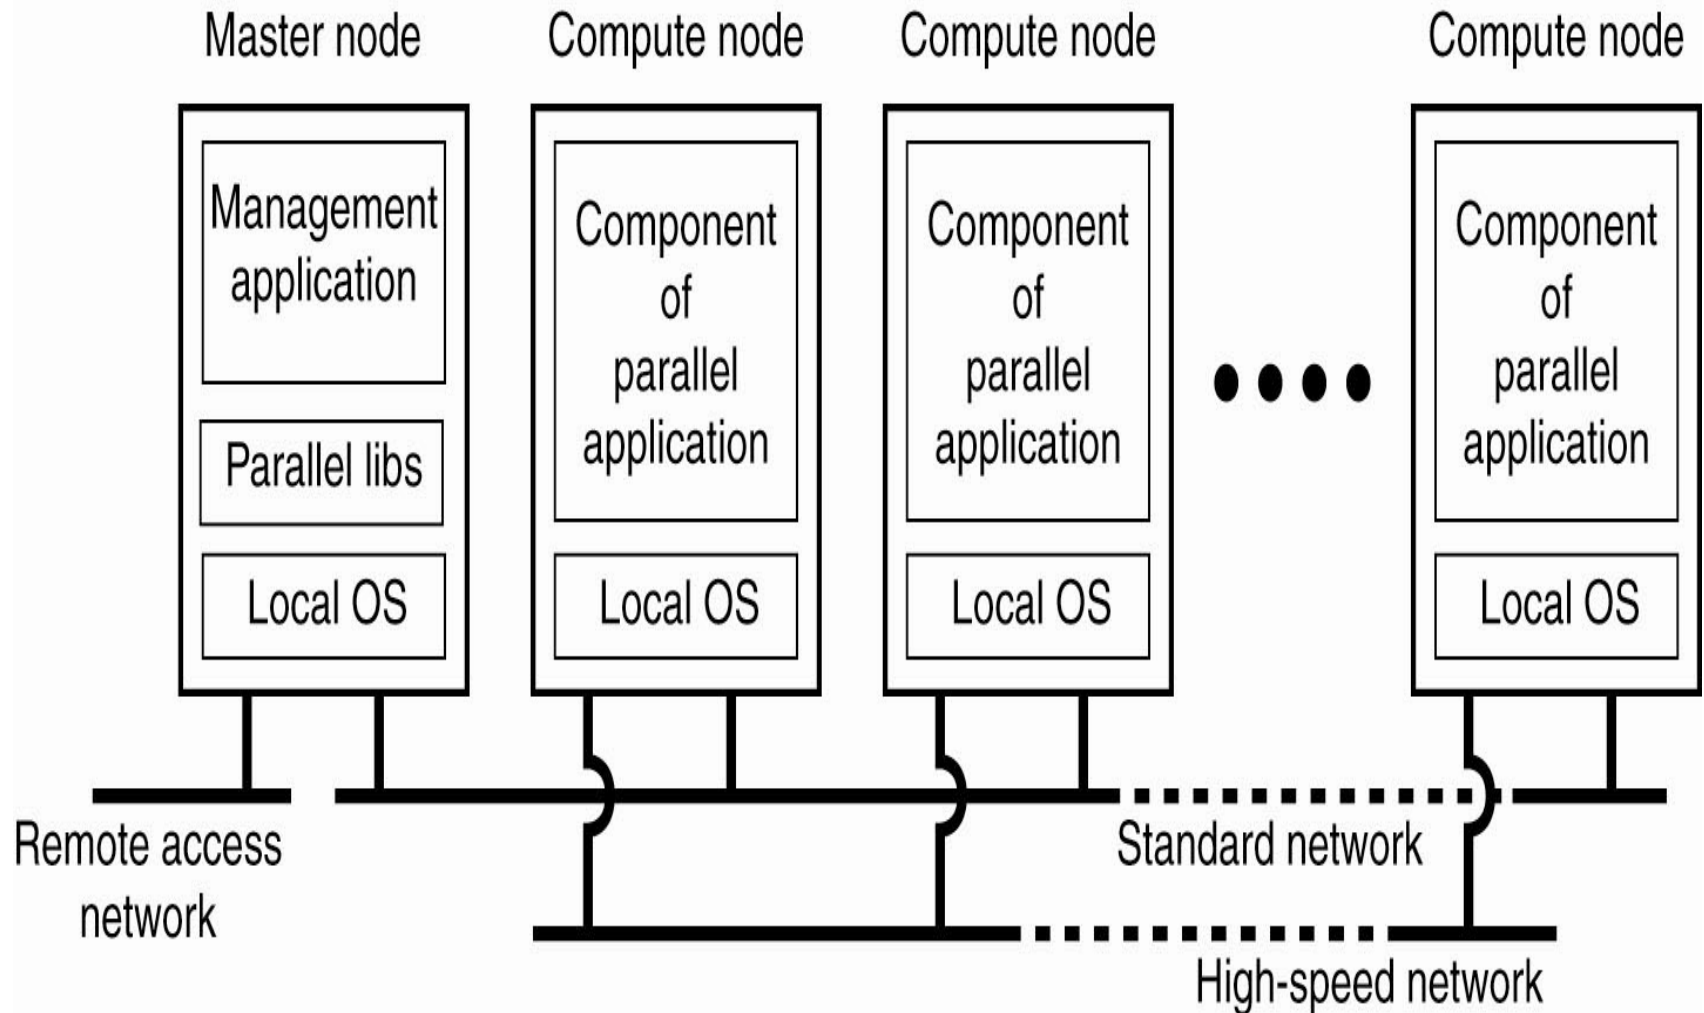 Master node
Compute node
Compute node
Compute node
Management
application
Parallel libs
Local OS
Component
of
parallel
application
Local OS
Component
of
parallel
application
Local OS
Component
of
parallel
application
Local OS
Remote access
network
Standard network
High-speed network